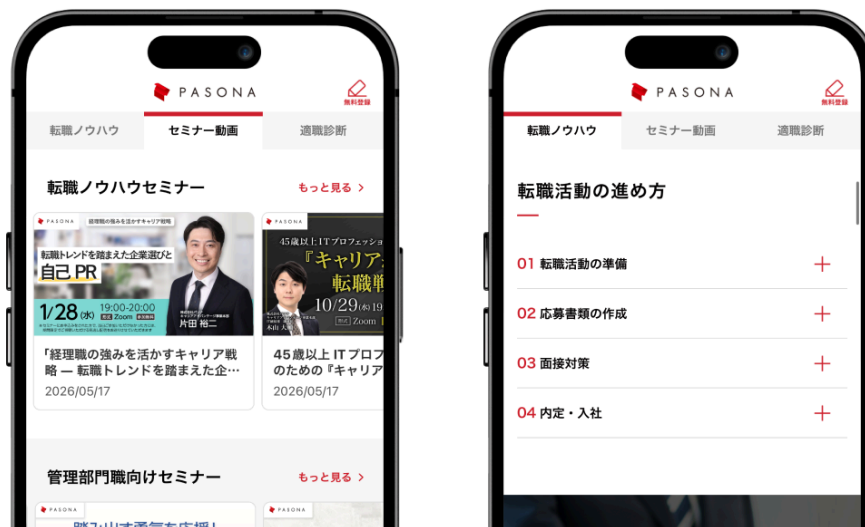 PASONA
無料登録
転職ノウハウ
セミナー動画
適職診断
転職ノウハウセミナー
もっと見る >
PASONA
経理職の強みを活かすキャリア戦略
転職トレンドを踏まえた企業選びと
自己 PR
1/28 (水) 19:00-20:00
Zoom
片田 裕二
「経理職の強みを活かすキャリア戦
略 — 転職トレンドを踏まえた企…
2026/05/17
PASONA
45歳以上ITプロフェッショ
『キャリア
転職戦
10/29 (水) 19
Zoom
45歳以上 IT プロフ
のための『キャリア
2026/05/17
管理部門職向けセミナー
もっと見る >
PASONA
PASONA
PASONA
無料登録
転職ノウハウ
セミナー動画
適職診断
転職活動の進め方
01 転職活動の準備
02 応募書類の作成
03 面接対策
04 内定・入社